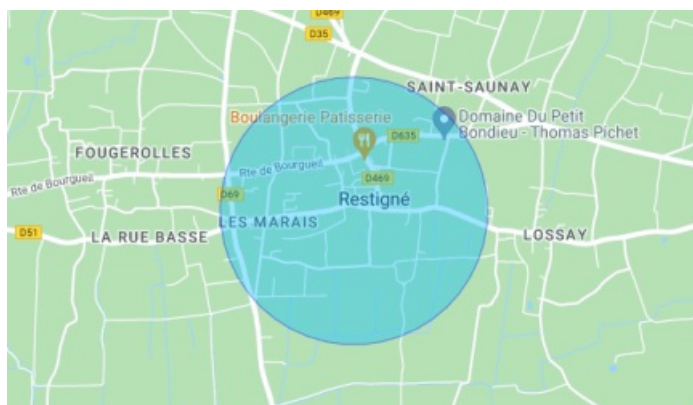 D469
D35
SAINT-SAUNAY
Boulangerie Patisserie
Domaine Du Petit
Bondieu - Thomas Pichet
D635
FOUGEROLLES
Rte de Bourgueil
D469
Rte de Bourgueil
D69
Restigné
LES MARAIS
D51
LA RUE BASSE
LOSSAY